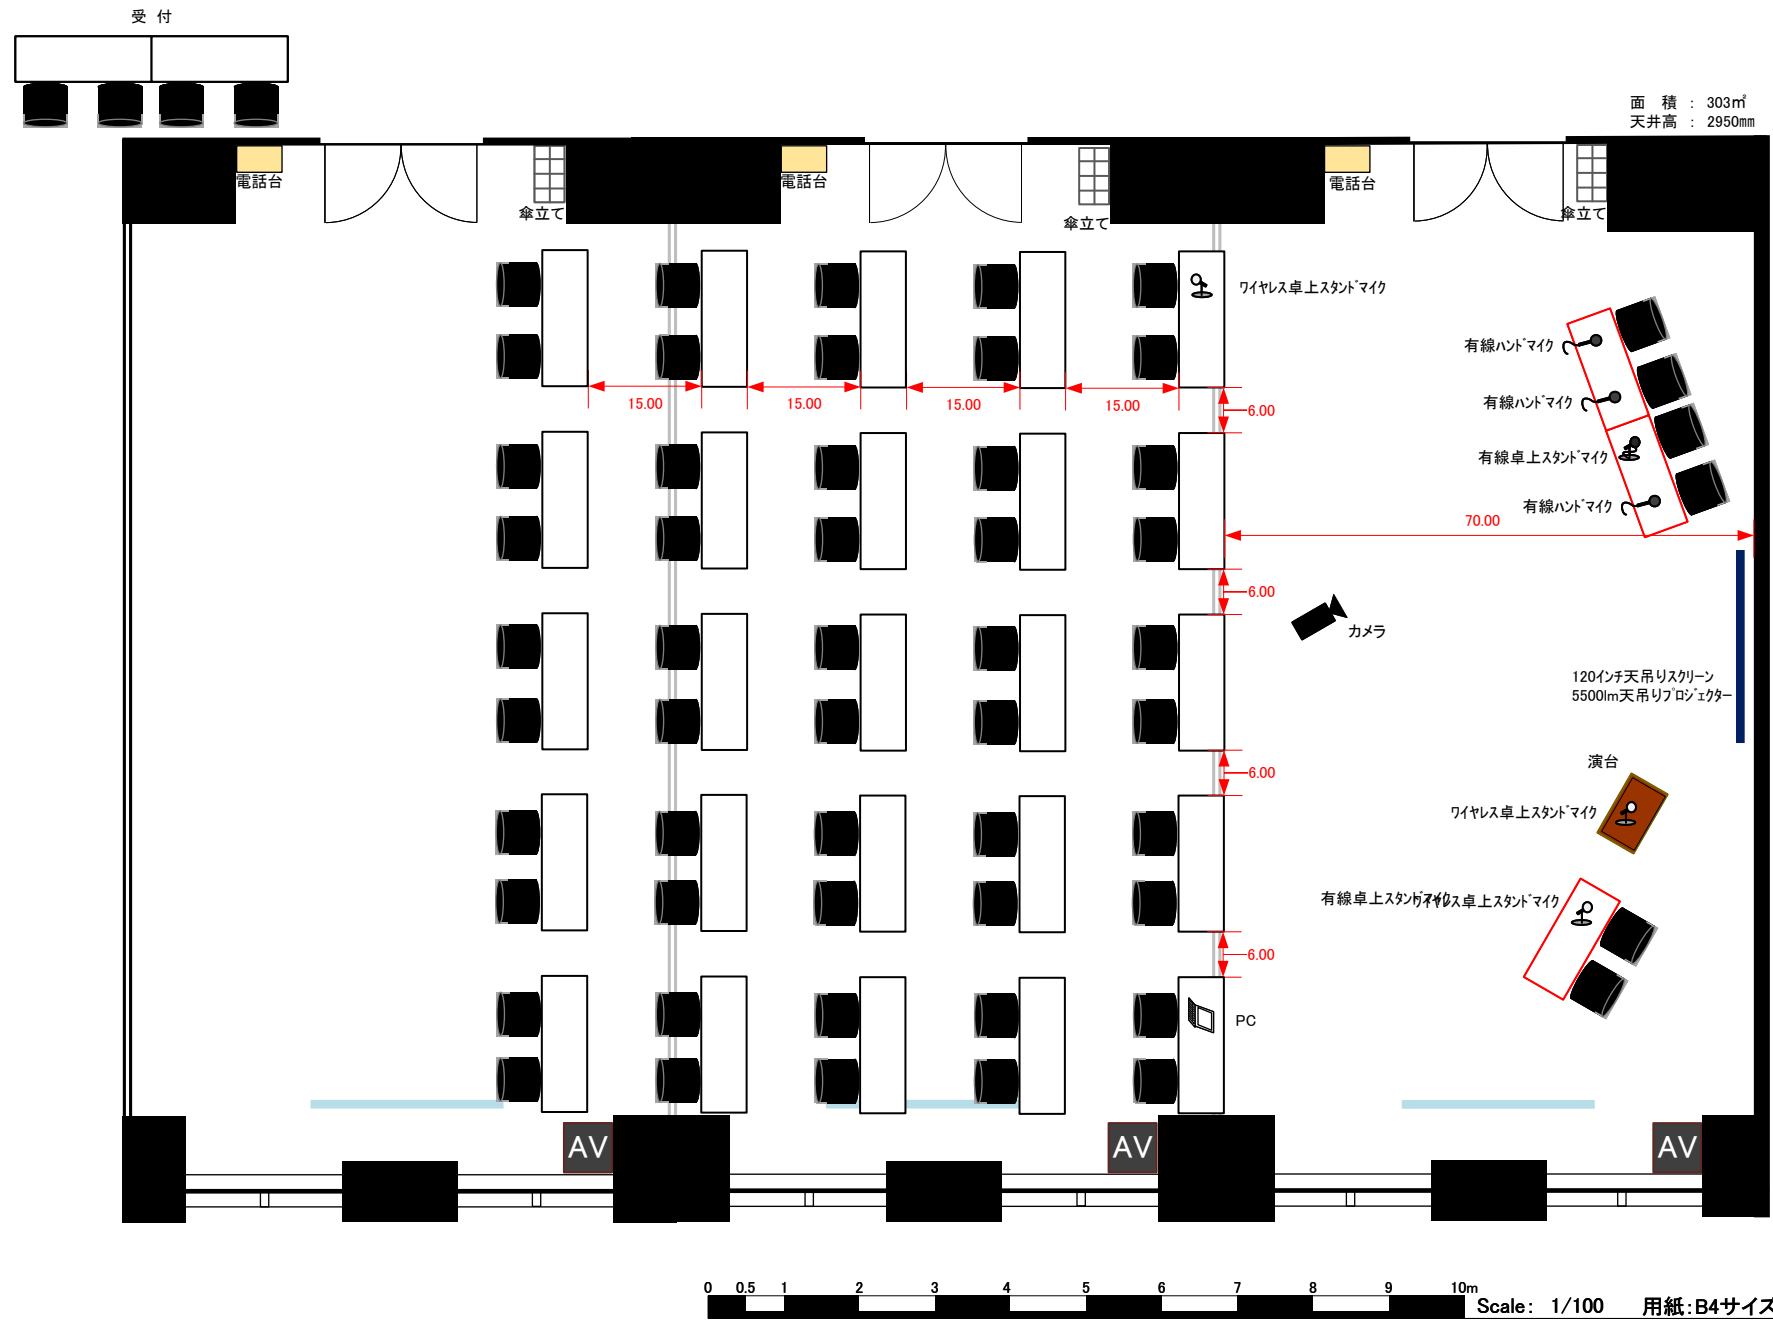 受 付
面 積 : 303㎡
天井高 : 2950mm
電話台
電話台
電話台
傘立て
傘立て
傘立て
ﾜｲﾔﾚｽ卓上ｽﾀﾝﾄﾞﾏｲｸ
有線ﾊﾝﾄﾞﾏｲｸ
15.00
15.00
15.00
15.00
6.00
有線ﾊﾝﾄﾞﾏｲｸ
有線卓上ｽﾀﾝﾄﾞﾏｲｸ
有線ﾊﾝﾄﾞﾏｲｸ
70.00
6.00
カメラ
120ｲﾝﾁ天吊りｽｸﾘｰﾝ
5500lm天吊りﾌﾟﾛｼﾞｪｸﾀｰ
6.00
演台
ﾜｲﾔﾚｽ卓上ｽﾀﾝﾄﾞﾏｲｸ
有線卓上ｽﾀﾝﾄﾞﾏｲｸ
ﾜｲﾔﾚｽ卓上ｽﾀﾝﾄﾞﾏｲｸ
6.00
PC
AV
AV
AV
0 0.5 1 2 3 4 5 6 7 8 9 10m
Scale: 1/100 用紙:B4サイズ